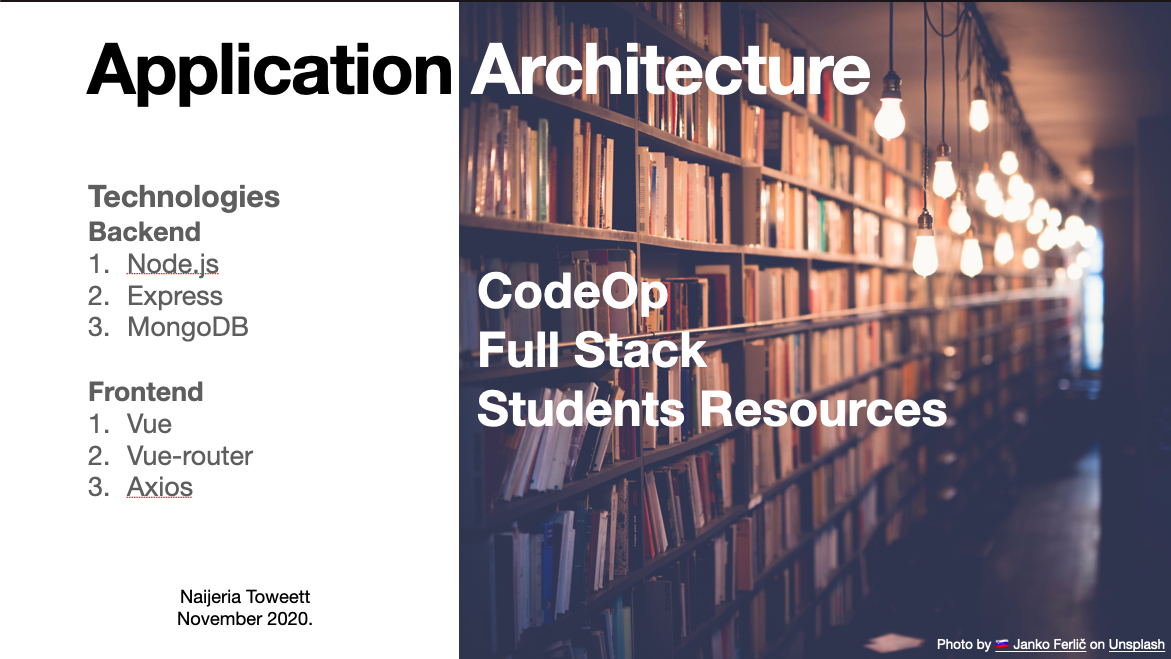 Application Architecture
Technologies
Backend
1. Node.js
2. Express
3. MongoDB
Frontend
1. Vue
2. Vue-router
3. Axios
Naijeria Toweett
November 2020.
CodeOp
Full Stack
Students Resources
Photo by 🇸🇮 Janko Ferlič on Unsplash